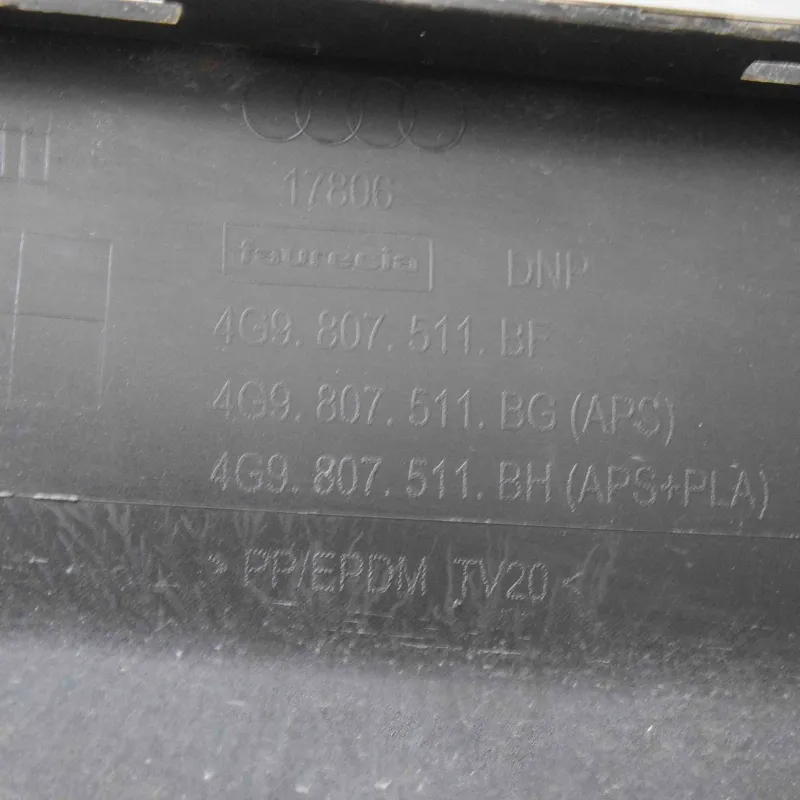 17806
faurecia DNP
4G9. 807. 511. BF
4G9. 807. 511. BG (APS)
4G9. 807. 511. BH (APS+PLA)
> PP/EPDM TV20 <